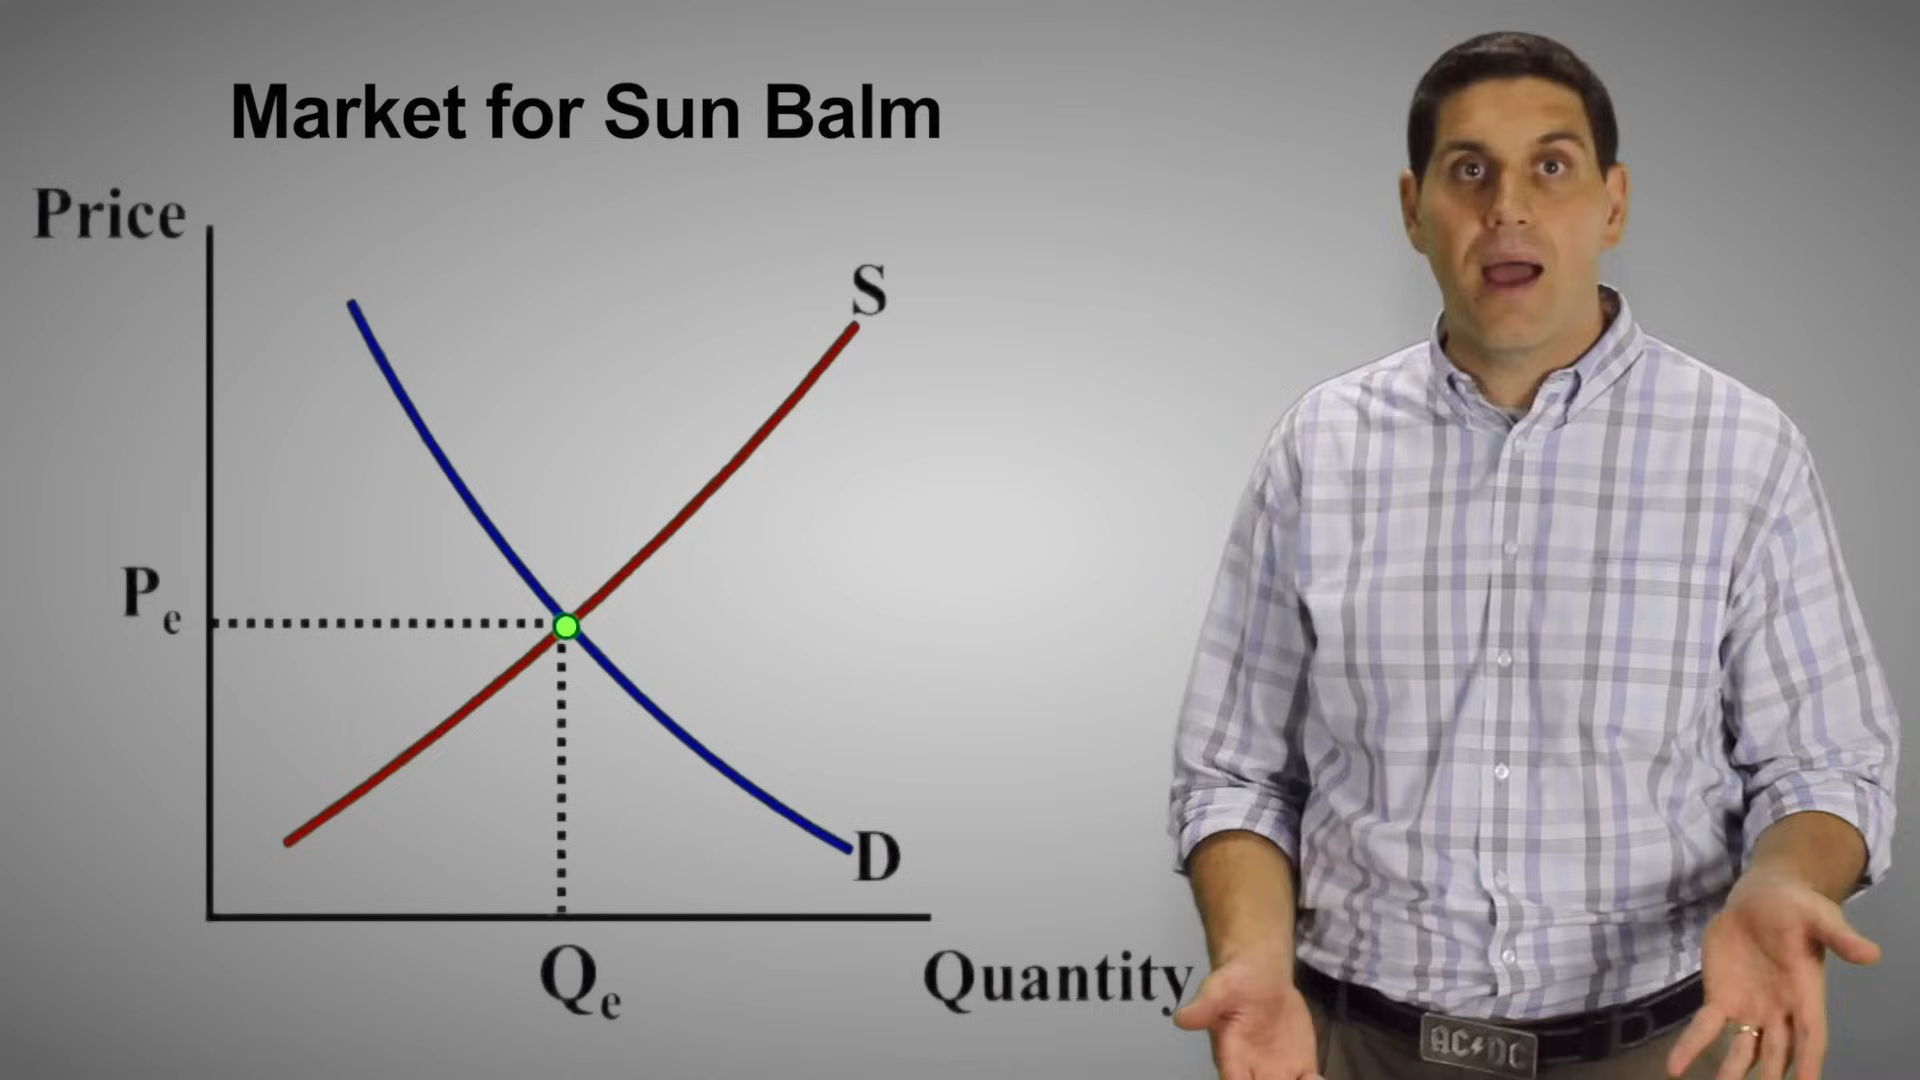 Market for Sun Balm
Price
S
Pe
D
Qe
Quantity
AC⚡DC